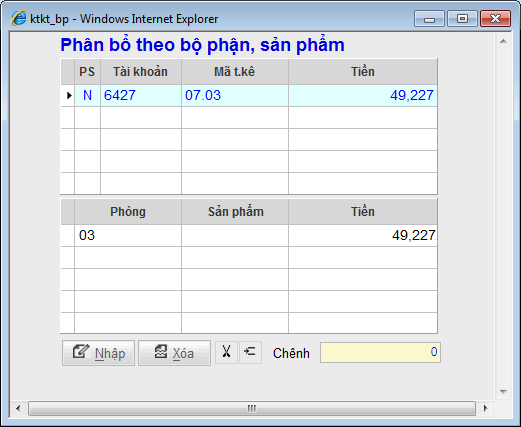 ktkt_bp - Windows Internet Explorer
Phân bổ theo bộ phận, sản phẩm
PS Tài khoản Mã t.kê Tiền
N 6427 07.03 49,227
Phòng Sản phẩm Tiền
03 49,227
Nhập Xóa Chênh 0